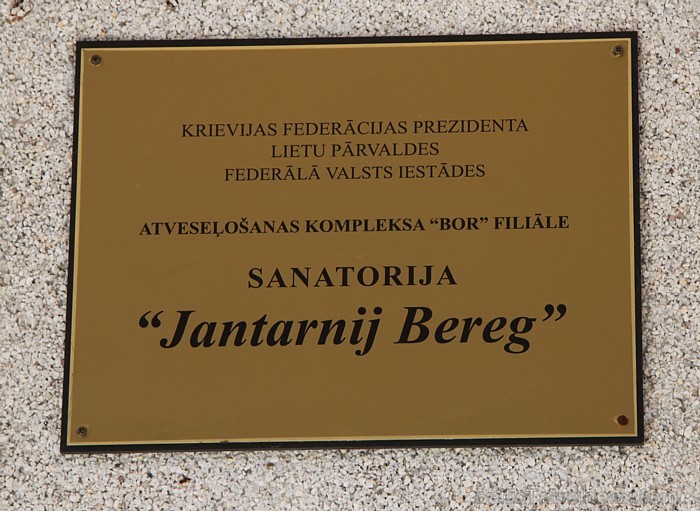 KRIEVIJAS FEDERĀCIJAS PREZIDENTA
LIETU PĀRVALDES
FEDERĀLĀ VALSTS IESTĀDES
ATVESEĻOŠANAS KOMPLEKSA “BOR” FILIĀLE
SANATORIJA
“Jantarnij Bereg”